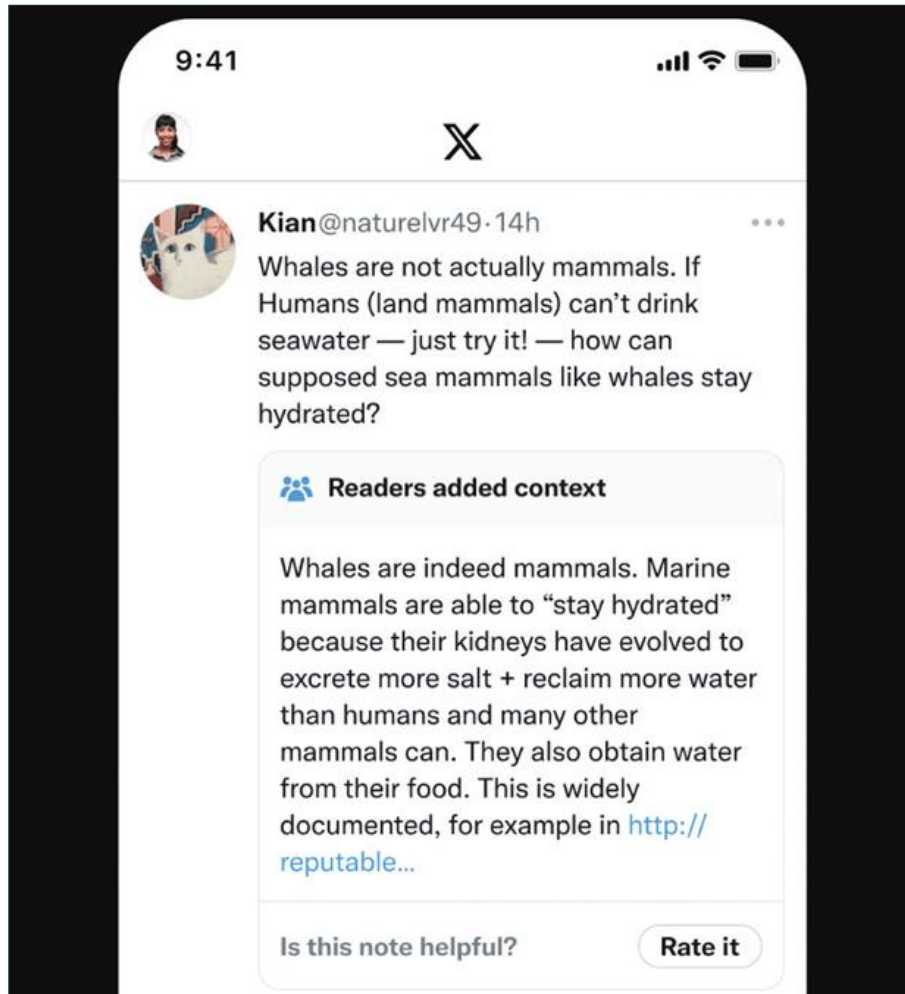 9:41
Kian@naturelvr49·14h
Whales are not actually mammals. If
Humans (land mammals) can’t drink
seawater — just try it! — how can
supposed sea mammals like whales stay
hydrated?
Readers added context
Whales are indeed mammals. Marine
mammals are able to “stay hydrated”
because their kidneys have evolved to
excrete more salt + reclaim more water
than humans and many other
mammals can. They also obtain water
from their food. This is widely
documented, for example in http://
reputable...
Is this note helpful?
Rate it